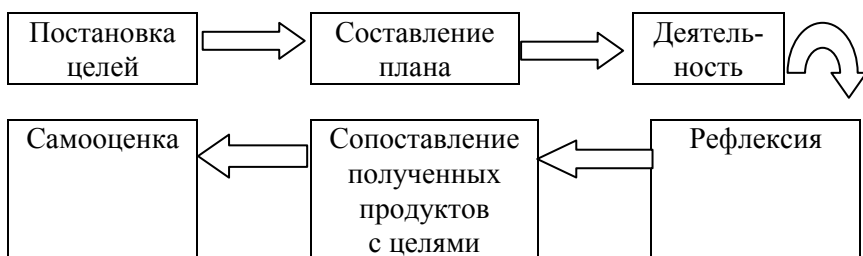 Постановка
целей
Составление
плана
Деятель-
ность
Самооценка
Сопоставление
полученных
продуктов
с целями
Рефлексия